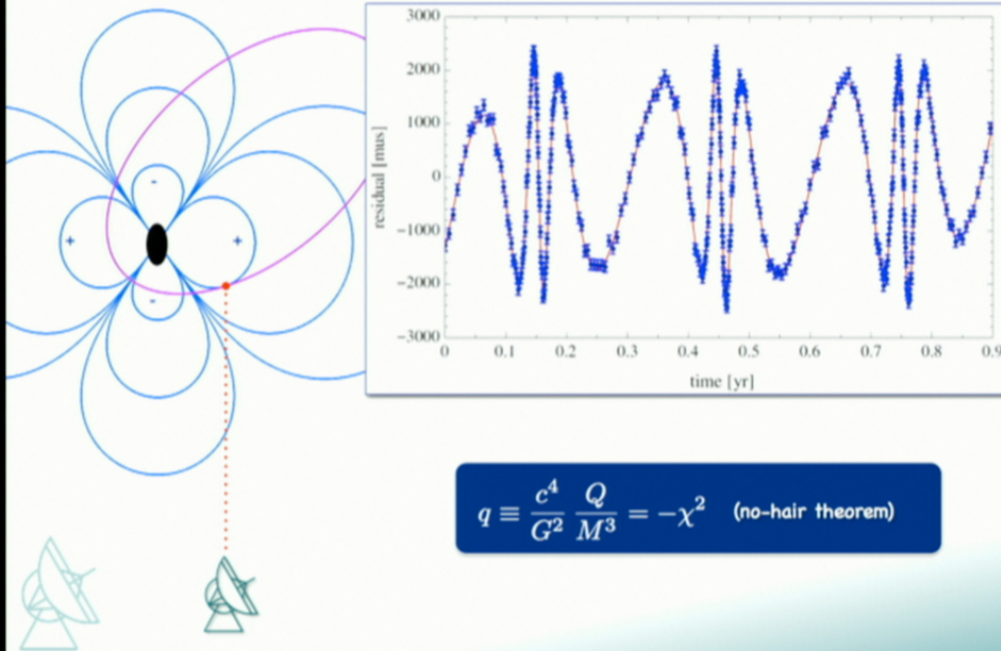 -
+ +
-
residual [mus]
3000
2000
1000
0
−1000
−2000
−3000
0 0.1 0.2 0.3 0.4 0.5 0.6 0.7 0.8 0.9
time [yr]
q ≡ c⁴/G² Q/M³ = −χ² (no-hair theorem)